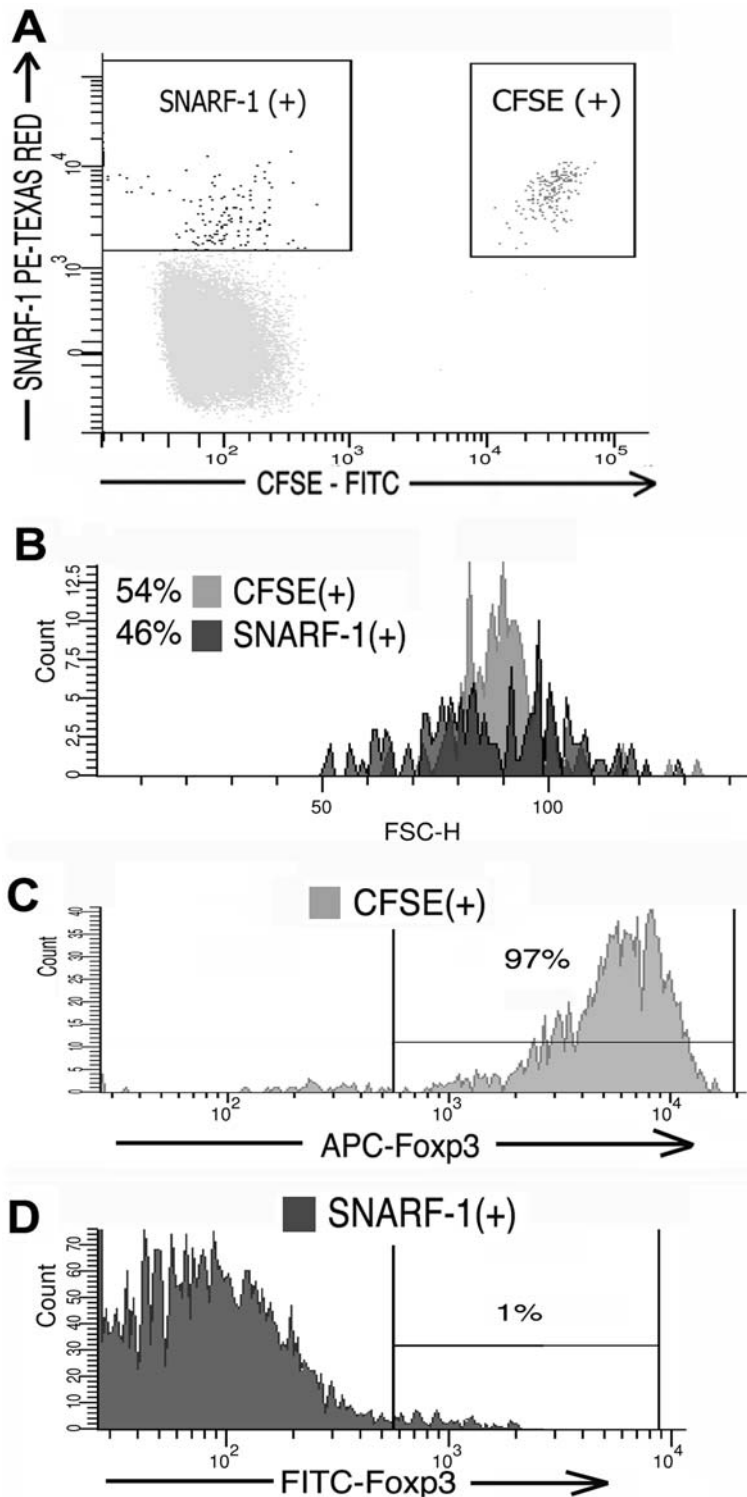 A
SNARF-1 PE-TEXAS RED
SNARF-1 (+)
CFSE (+)
10^4
10^3
0
10^2 10^3 10^4 10^5
CFSE - FITC
B
54% CFSE(+)
46% SNARF-1(+)
Count
12.5
10
7.5
5
2.5
0
50 100
FSC-H
C
CFSE(+)
97%
Count
40
35
30
25
20
15
10
5
0
10^2 10^3 10^4
APC-Foxp3
D
SNARF-1(+)
1%
Count
70
60
50
40
30
20
10
0
10^2 10^3 10^4
FITC-Foxp3